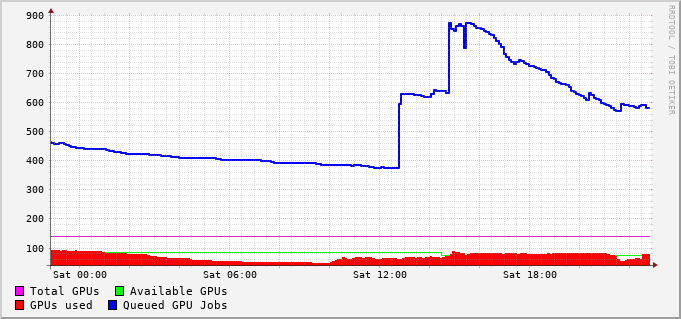 900
800
700
600
500
400
300
200
100
Sat 00:00 Sat 06:00 Sat 12:00 Sat 18:00
Total GPUs Available GPUs
GPUs used Queued GPU Jobs
RRDTOOL / TOBI OETIKER